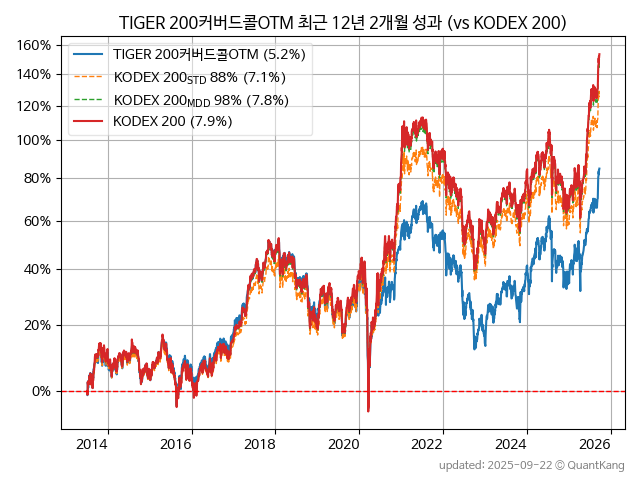 TIGER 200커버드콜OTM 최근 12년 2개월 성과 (vs KODEX 200)
160%
140%
120%
100%
80%
60%
40%
20%
0%
TIGER 200커버드콜OTM (5.2%)
KODEX 200STD 88% (7.1%)
KODEX 200MDD 98% (7.8%)
KODEX 200 (7.9%)
2014 2016 2018 2020 2022 2024 2026
updated: 2025-09-22 © QuantKang